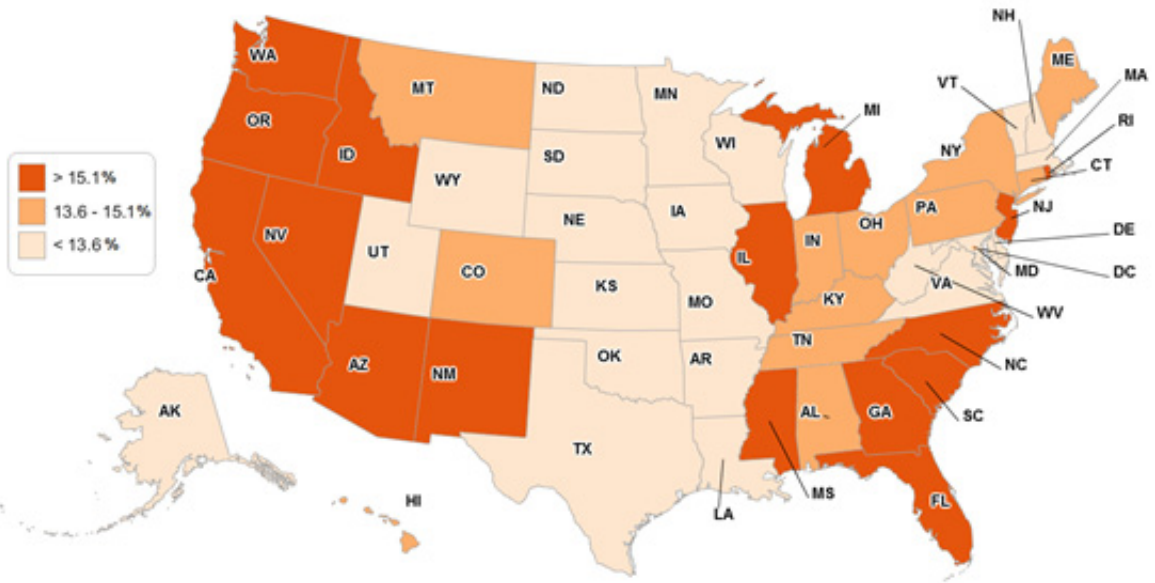 NH
WA
ME
MT
ND
MN
VT
MA
MI
OR
RI
WI
NY
ID
SD
CT
> 15.1%
WY
13.6 - 15.1%
NE
IA
PA
NJ
< 13.6%
NV
UT
OH
DE
IN
CO
IL
MD
DC
CA
KS
VA
MO
KY
WV
TN
AZ
OK
AR
NC
NM
AK
AL
GA
SC
TX
MS
HI
FL
LA